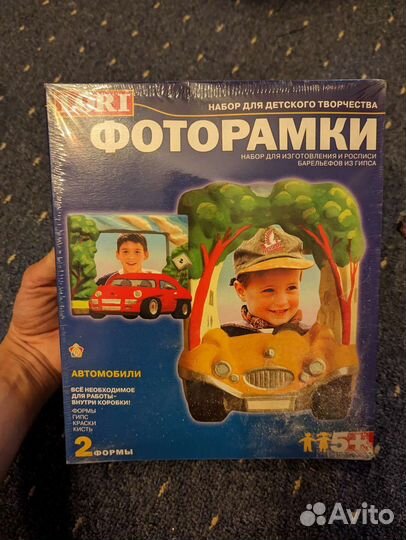 LORI
НАБОР ДЛЯ ДЕТСКОГО ТВОРЧЕСТВА
ФОТОРАМКИ
НАБОР ДЛЯ ИЗГОТОВЛЕНИЯ И РОСПИСИ
БАРЕЛЬЕФОВ ИЗ ГИПСА
АВТОМОБИЛИ
ВСЁ НЕОБХОДИМОЕ
ДЛЯ РАБОТЫ-
ВНУТРИ КОРОБКИ!
ФОРМЫ
ГИПС
КРАСКИ
КИСТЬ
2 ФОРМЫ
5+
Avito